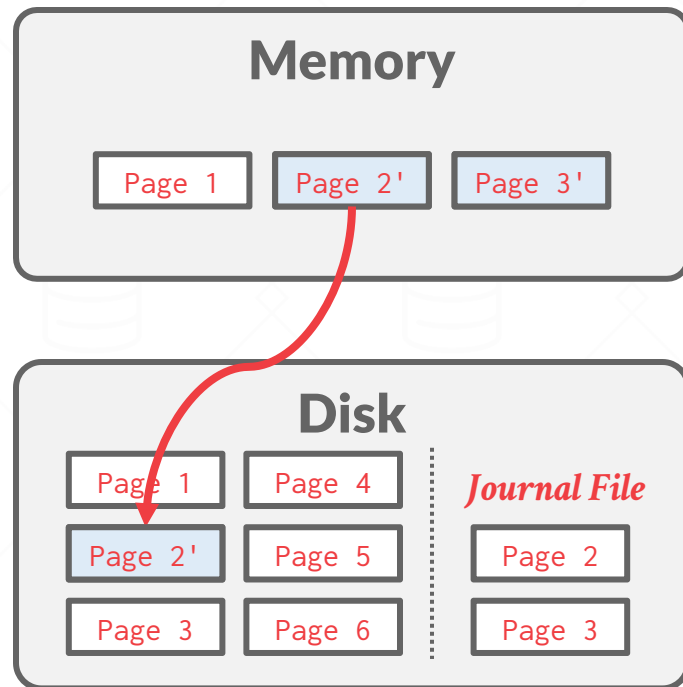 Memory
Page 1 Page 2' Page 3'
Disk
Page 1 Page 4
Page 2' Page 5
Page 3 Page 6
Journal File
Page 2
Page 3